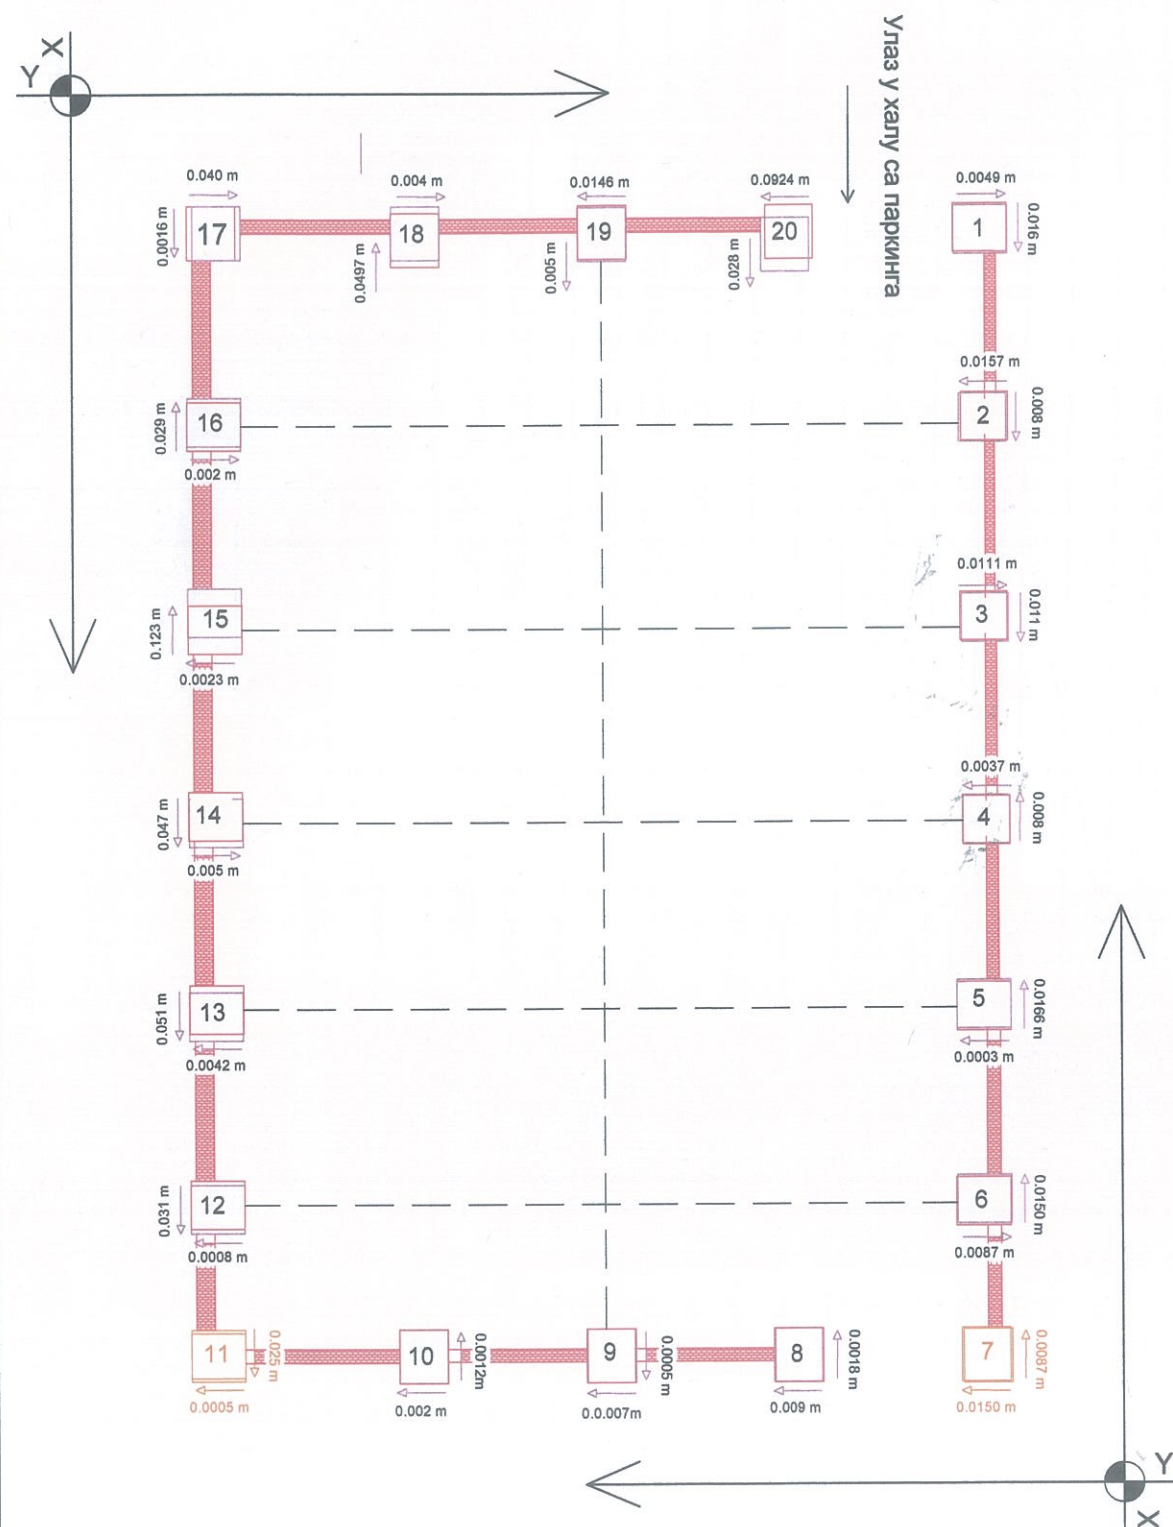 X
Y
Улаз у халу са паркинга
0.040 m
0.004 m
0.0146 m
0.0924 m
0.0049 m
0.0016 m
17
18
19
20
1
0.016 m
0.0497 m
0.005 m
0.028 m
0.0157 m
0.029 m
16
2
0.008 m
0.002 m
0.0111 m
0.123 m
15
3
0.011 m
0.0023 m
0.0037 m
0.047 m
14
4
0.008 m
0.005 m
0.051 m
13
5
0.0166 m
0.0042 m
0.0003 m
0.031 m
12
6
0.0150 m
0.0008 m
0.0087 m
11
0.025 m
10
0.0012m
9
0.0005 m
8
0.0018 m
7
0.0087 m
0.0005 m
0.002 m
0.0.007m
0.009 m
0.0150 m
Y
X